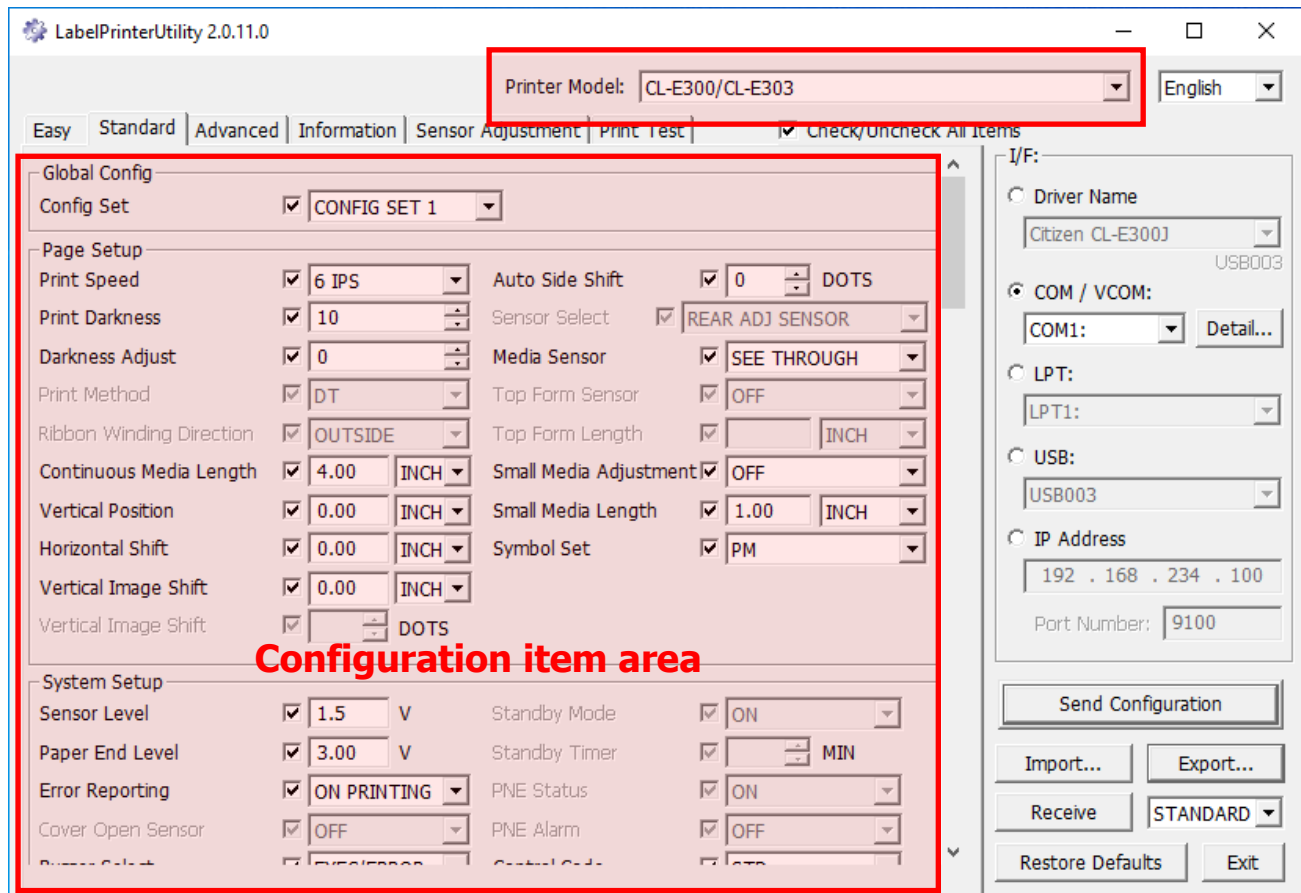 LabelPrinterUtility 2.0.11.0
Printer Model: CL-E300/CL-E303 English
Easy Standard Advanced Information Sensor Adjustment Print Test Check/Uncheck All Items
Global Config
Config Set CONFIG SET 1
Page Setup
Print Speed 6 IPS Auto Side Shift 0 DOTS
Print Darkness 10 Sensor Select REAR ADJ SENSOR
Darkness Adjust 0 Media Sensor SEE THROUGH
Print Method DT Top Form Sensor OFF
Ribbon Winding Direction OUTSIDE Top Form Length INCH
Continuous Media Length 4.00 INCH Small Media Adjustment OFF
Vertical Position 0.00 INCH Small Media Length 1.00 INCH
Horizontal Shift 0.00 INCH Symbol Set PM
Vertical Image Shift 0.00 INCH
Vertical Image Shift DOTS
Configuration item area
System Setup
Sensor Level 1.5 V Standby Mode ON
Paper End Level 3.00 V Standby Timer MIN
Error Reporting ON PRINTING PNE Status ON
Cover Open Sensor OFF PNE Alarm OFF
Buzzer Select EXEC/ERROR Control Code STD
I/F:
Driver Name
Citizen CL-E300J
USB003
COM / VCOM:
COM1: Detail...
LPT:
LPT1:
USB:
USB003
IP Address
192 . 168 . 234 . 100
Port Number: 9100
Send Configuration
Import... Export...
Receive STANDARD
Restore Defaults Exit